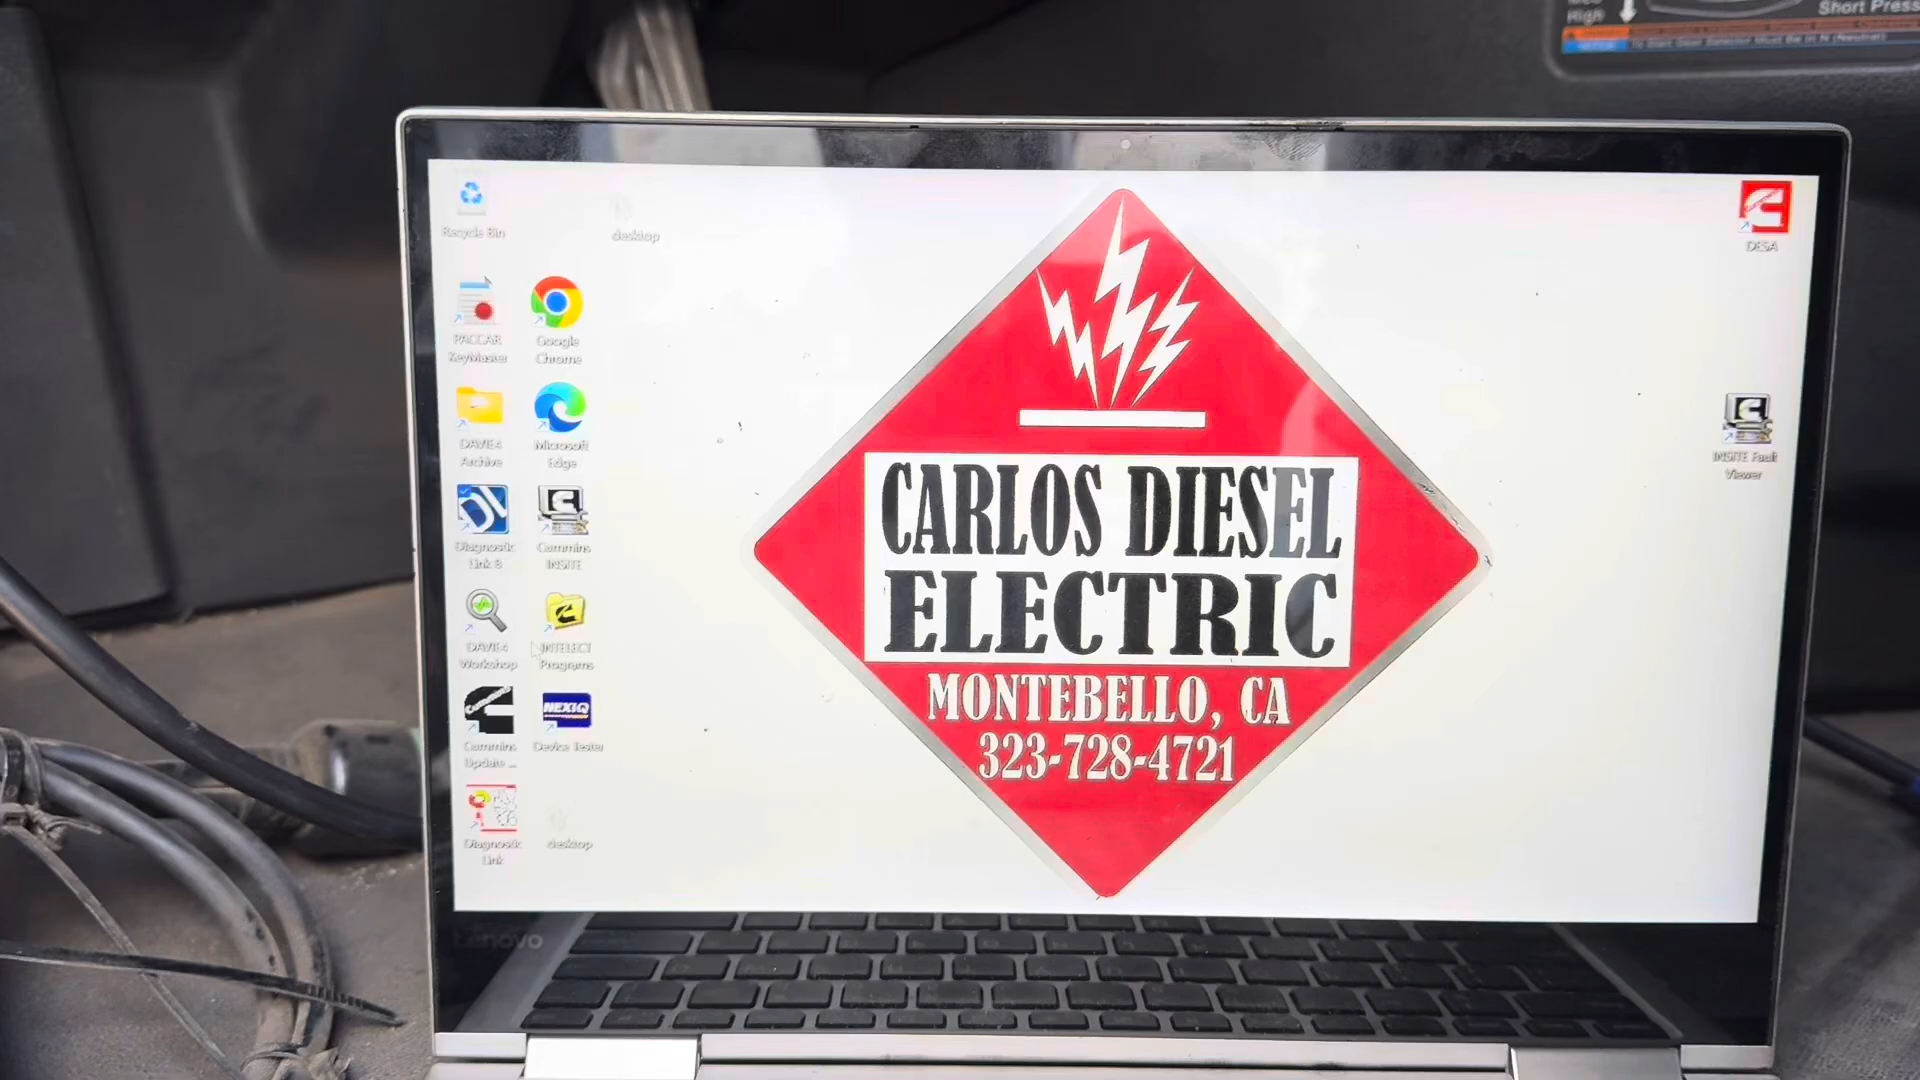 High
Short Press
Recycle Bin
desktop
DESA
PACCAR
KeyMaster
Google
Chrome
DAVIE4
Archive
Microsoft
Edge
INSITE Fault
Viewer
Diagnostic
Link 8
Cummins
INSITE
DAVIE4
Workshop
INTELECT
Programs
Cummins
Update ...
NEXIQ
Device Tester
Diagnostic
Link
desktop
CARLOS DIESEL
ELECTRIC
MONTEBELLO, CA
323-728-4721
Lenovo